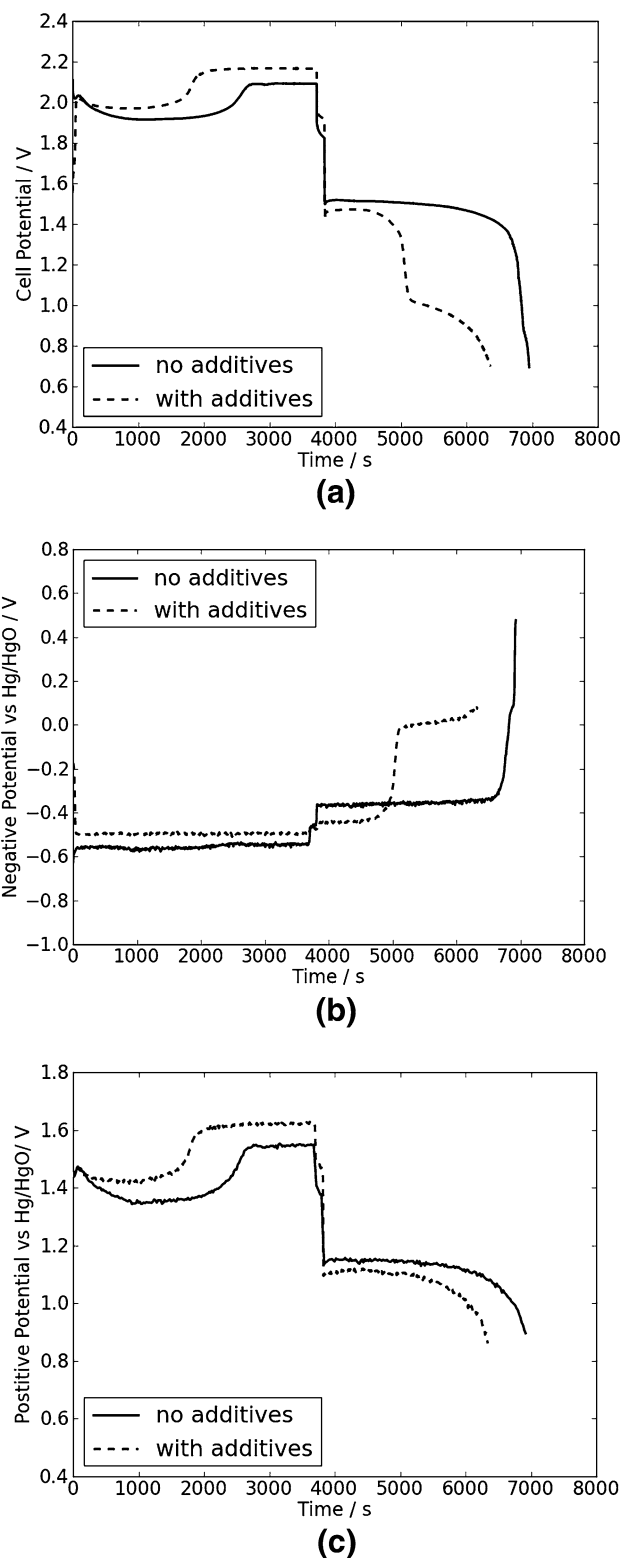 2.4
2.2
2.0
1.8
1.6
1.4
1.2
1.0
0.8
0.6
0.4
Cell Potential / V
no additives
with additives
0 1000 2000 3000 4000 5000 6000 7000 8000
Time / s
(a)
0.8
0.6
0.4
0.2
0.0
−0.2
−0.4
−0.6
−0.8
−1.0
Negative Potential vs Hg/HgO / V
no additives
with additives
0 1000 2000 3000 4000 5000 6000 7000 8000
Time / s
(b)
1.8
1.6
1.4
1.2
1.0
0.8
0.6
0.4
Postitive Potential vs Hg/HgO/ V
no additives
with additives
0 1000 2000 3000 4000 5000 6000 7000 8000
Time / s
(c)